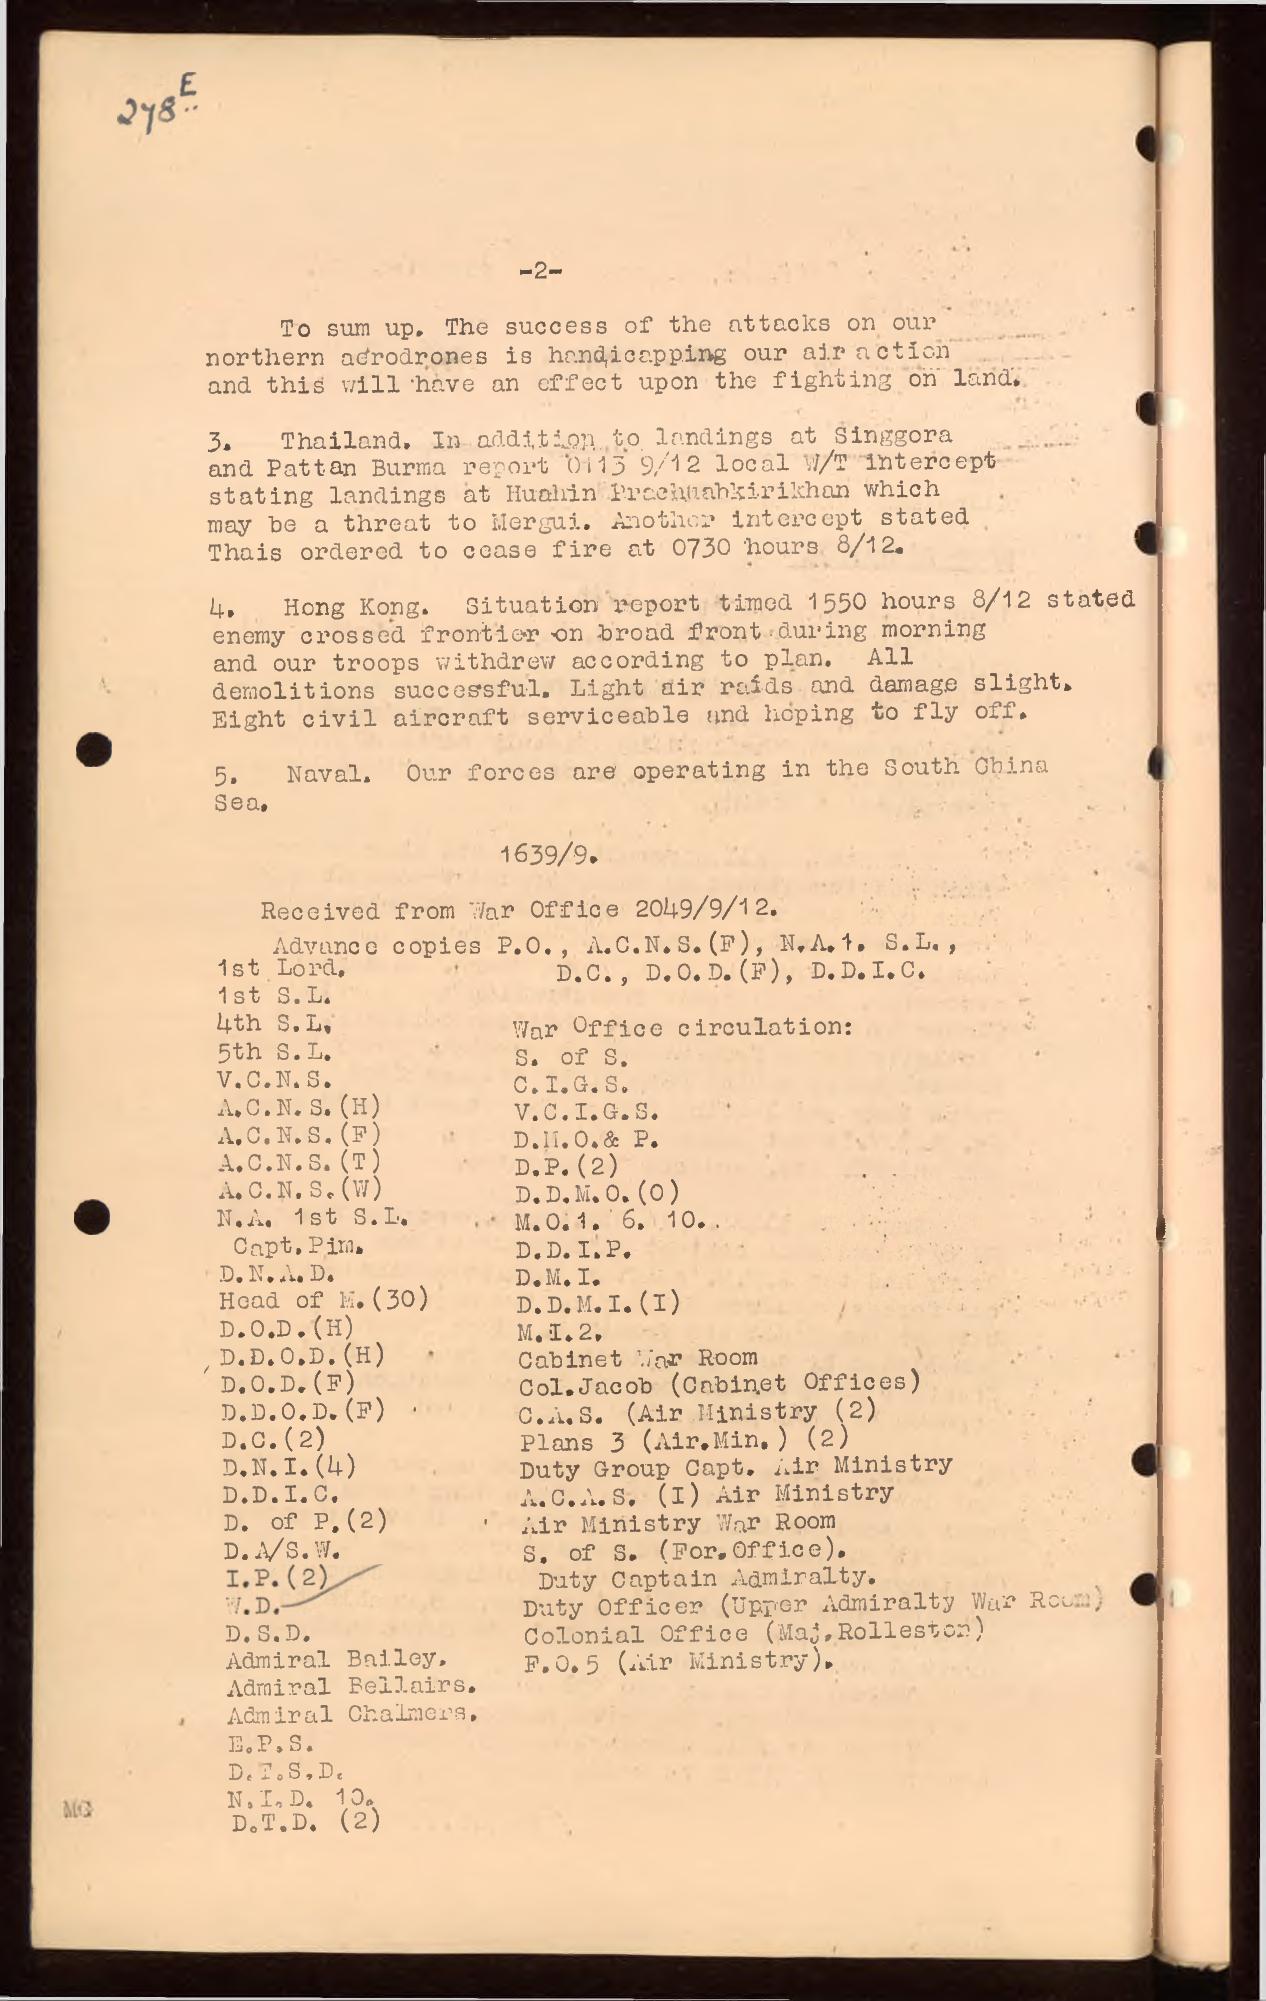 278E
-2-
To sum up. The success of the attacks on our
northern aerodrones is handicapping our air action
and this will have an effect upon the fighting on land.
3. Thailand. In addition to landings at Singgora
and Pattan Burma report 0113 9/12 local W/T intercept
stating landings at Huahin Prachuabkirikhan which
may be a threat to Mergui. Another intercept stated
Thais ordered to cease fire at 0730 hours 8/12.
4. Hong Kong. Situation report timed 1550 hours 8/12 stated
enemy crossed frontier on broad front during morning
and our troops withdrew according to plan. All
demolitions successful. Light air raids and damage slight.
Eight civil aircraft serviceable and hoping to fly off.
5. Naval. Our forces are operating in the South China
Sea.
1639/9.
Received from War Office 2049/9/12.
Advance copies P.O., A.C.N.S.(F), N.A.1. S.L.,
D.C., D.O.D.(F), D.D.I.C.
1st Lord.
1st S.L.
4th S.L.
5th S.L.
V.C.N.S.
A.C.N.S.(H)
A.C.N.S.(F)
A.C.N.S.(T)
A.C.N.S.(W)
N.A. 1st S.L.
Capt.Pim.
D.N.A.D.
Head of M.(30)
D.O.D.(H)
D.D.O.D.(H)
D.O.D.(F)
D.D.O.D.(F)
D.C.(2)
D.N.I.(4)
D.D.I.C.
D. of P.(2)
D.A/S.W.
I.P.(2)
W.D.
D.S.D.
Admiral Bailey.
Admiral Bellairs.
Admiral Chalmers.
E.P.S.
D.T.S.D.
N.I.D. 10.
D.T.D. (2)
War Office circulation:
S. of S.
C.I.G.S.
V.C.I.G.S.
D.M.O.& P.
D.P.(2)
D.D.M.O.(O)
M.O.1. 6. 10.
D.D.I.P.
D.M.I.
D.D.M.I.(I)
M.I.2.
Cabinet War Room
Col.Jacob (Cabinet Offices)
C.A.S. (Air Ministry (2)
Plans 3 (Air.Min.) (2)
Duty Group Capt. Air Ministry
A.C.A.S. (I) Air Ministry
Air Ministry War Room
S. of S. (For.Office).
Duty Captain Admiralty.
Duty Officer (Upper Admiralty War Room)
Colonial Office (Maj.Rolleston)
F.O.5 (Air Ministry).
MG